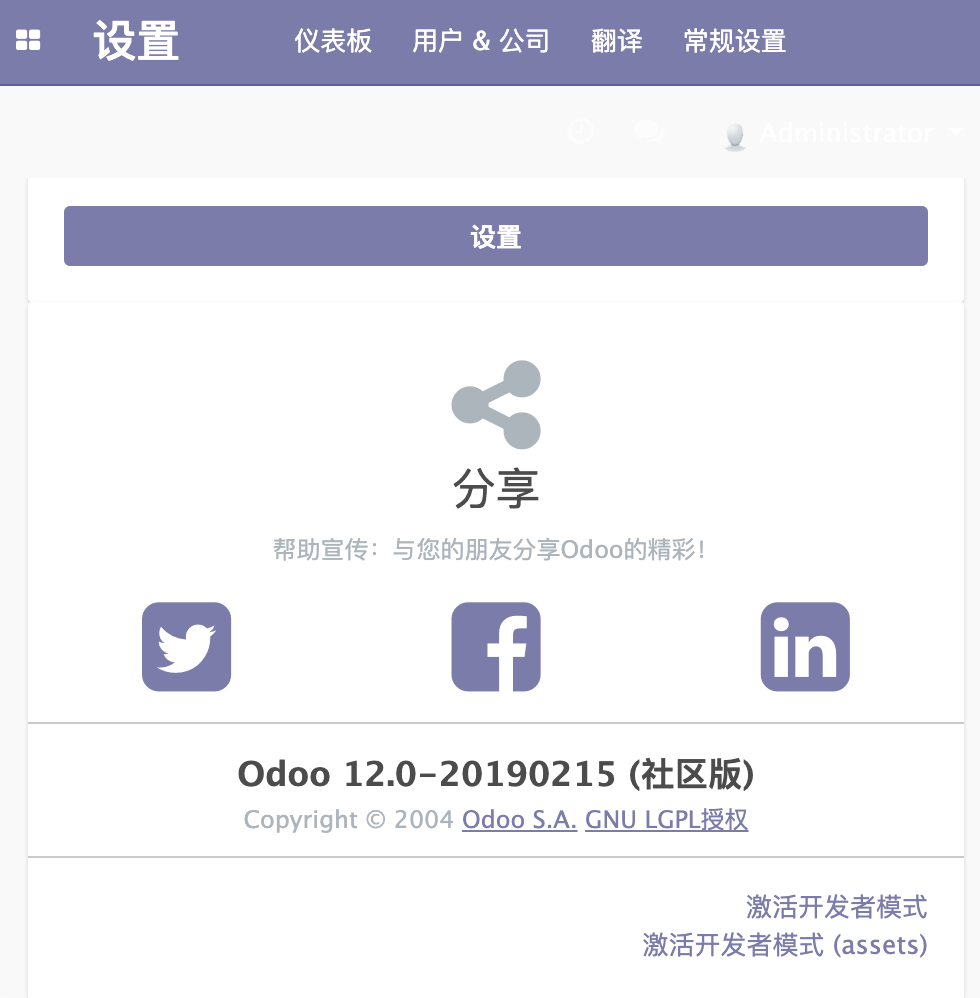 设置 仪表板 用户 & 公司 翻译 常规设置
Administrator
设置
分享
帮助宣传：与您的朋友分享Odoo的精彩！
Odoo 12.0-20190215 (社区版)
Copyright © 2004 Odoo S.A. GNU LGPL授权
激活开发者模式
激活开发者模式 (assets)